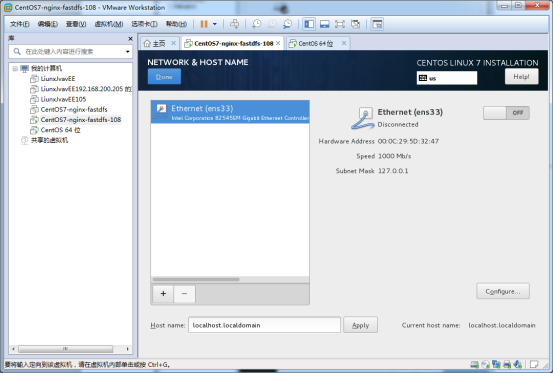 CentOS7-nginx-fastdfs-108 - VMware Workstation
文件(F) 编辑(E) 查看(V) 虚拟机(M) 选项卡(T) 帮助(H)
库
在此处键入内容进行搜索
我的计算机
LiunxJvavEE
LiunxJvavEE192.168.200.205 的
LiunxJavaEE105
CentOS7-nginx-fastdfs
CentOS7-nginx-fastdfs-108
CentOS 64 位
共享的虚拟机
主页
CentOS7-nginx-fastdfs-108
CentOS 64 位
NETWORK & HOST NAME
Done
CENTOS LINUX 7 INSTALLATION
us
Help!
Ethernet (ens33)
Intel Corporation 82545EM Gigabit Ethernet Controller
Ethernet (ens33)
Disconnected
OFF
Hardware Address 00:0C:29:5D:32:47
Speed 1000 Mb/s
Subnet Mask 127.0.0.1
+
−
Configure...
Host name: localhost.localdomain
Apply
Current host name: localhost.localdomain
要将输入定向到该虚拟机，请在虚拟机内部单击或按 Ctrl+G。